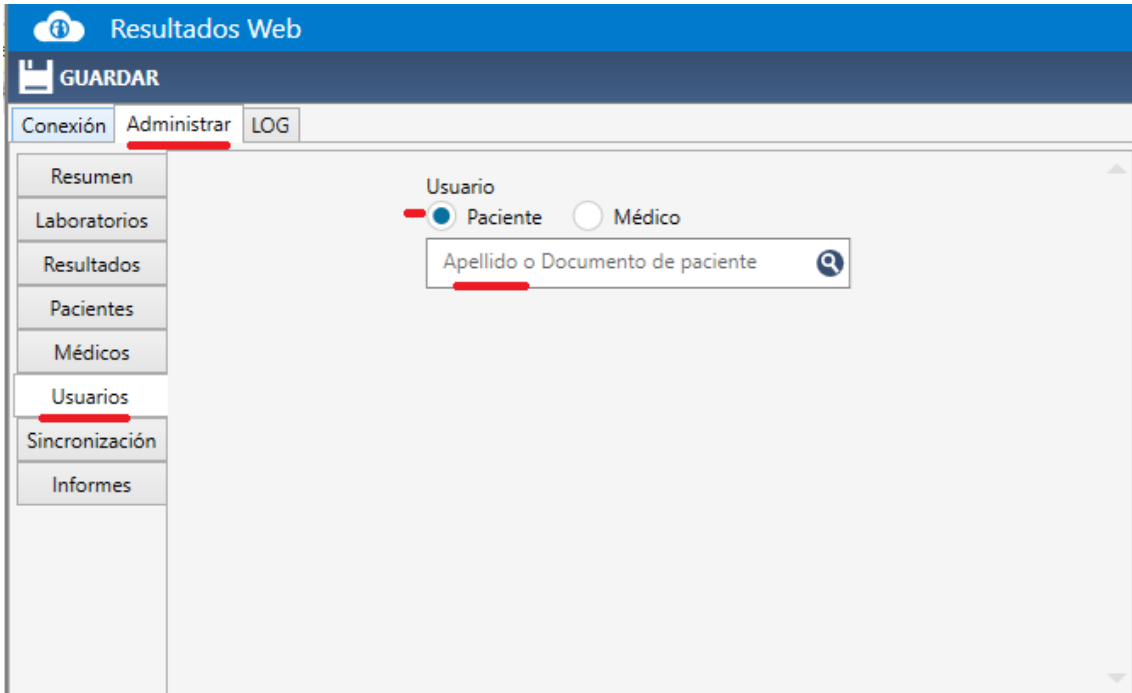 Resultados Web
GUARDAR
Conexión Administrar LOG
Resumen
Laboratorios
Resultados
Pacientes
Médicos
Usuarios
Sincronización
Informes
Usuario
Paciente Médico
Apellido o Documento de paciente